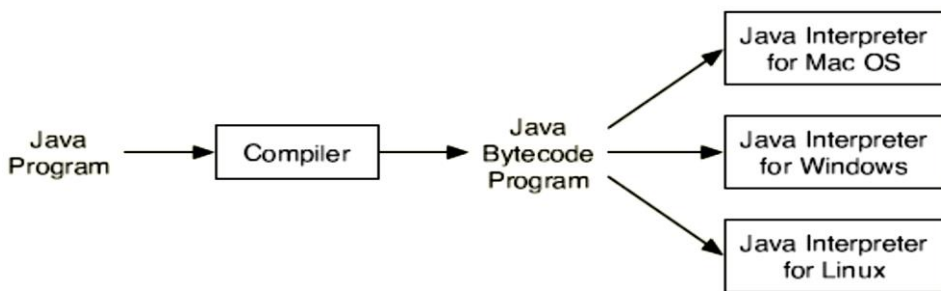 Java
Program
Compiler
Java
Bytecode
Program
Java Interpreter
for Mac OS
Java Interpreter
for Windows
Java Interpreter
for Linux